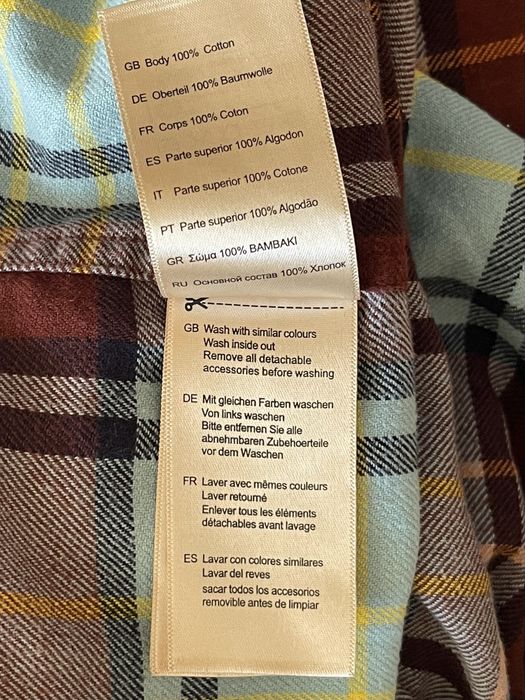 GB Body 100% Cotton
DE Oberteil 100% Baumwolle
FR Corps 100% Coton
ES Parte superior 100% Algodon
IT Parte superior 100% Cotone
PT Parte superior 100% Algodão
GR Σώμα 100% BAMBAKI
RU Основной состав 100% Хлопок
GB Wash with similar colours
Wash inside out
Remove all detachable
accessories before washing
DE Mit gleichen Farben waschen
Von links waschen
Bitte entfernen Sie alle
abnehmbaren Zubehoerteile
vor dem Waschen
FR Laver avec mêmes couleurs
Laver retourné
Enlever tous les éléments
détachables avant lavage
ES Lavar con colores similares
Lavar del reves
sacar todos los accesorios
removible antes de limpiar